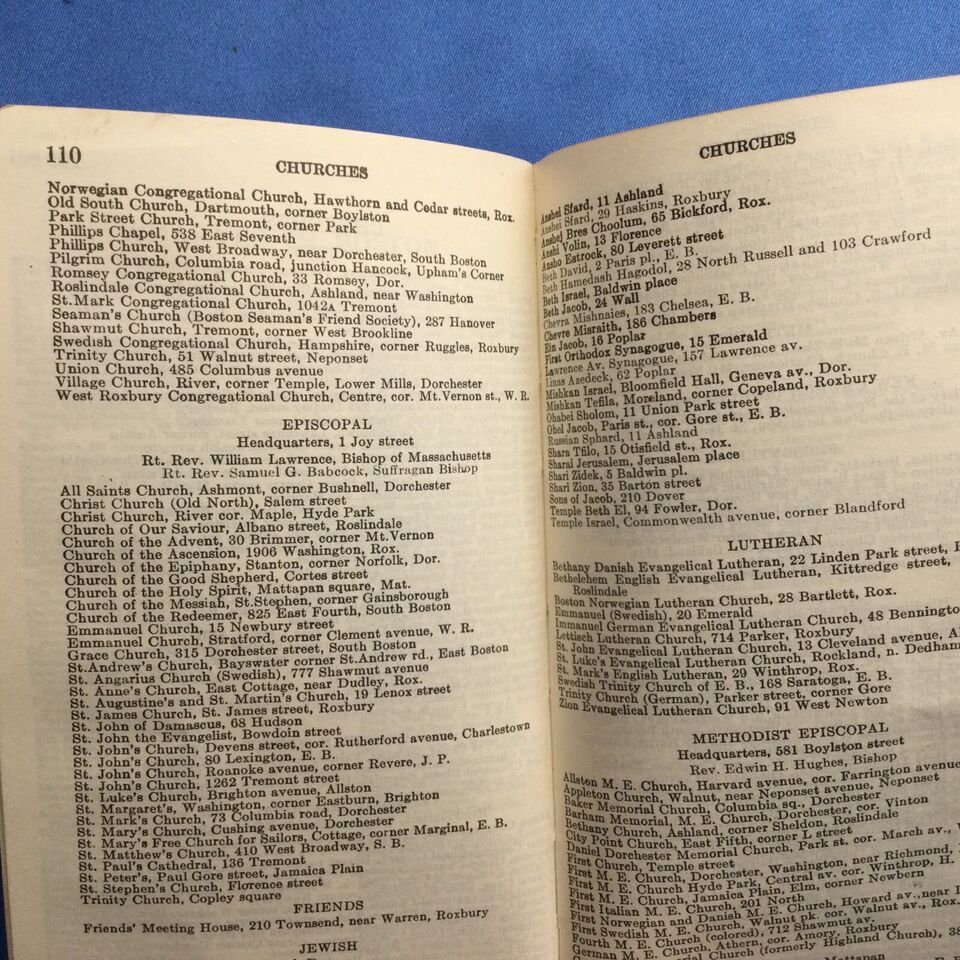 110
CHURCHES
Norwegian Congregational Church, Hawthorn and Cedar streets, Rox.
Old South Church, Dartmouth, corner Boylston
Park Street Church, Tremont, corner Park
Phillips Chapel, 538 East Seventh
Phillips Church, West Broadway, near Dorchester, South Boston
Pilgrim Church, Columbia road, junction Hancock, Upham's Corner
Romsey Congregational Church, 33 Romsey, Dor.
Roslindale Congregational Church, Ashland, near Washington
St. Mark Congregational Church, 1042A Tremont
Seaman's Church (Boston Seaman's Friend Society), 287 Hanover
Shawmut Church, Tremont, corner West Brookline
Swedish Congregational Church, Hampshire, corner Ruggles, Roxbury
Trinity Church, 51 Walnut street, Neponset
Union Church, 485 Columbus avenue
Village Church, River, corner Temple, Lower Mills, Dorchester
West Roxbury Congregational Church, Centre, cor. Mt. Vernon st., W. R.
EPISCOPAL
Headquarters, 1 Joy street
Rt. Rev. William Lawrence, Bishop of Massachusetts
Rt. Rev. Samuel G. Babcock, Suffragan Bishop
All Saints Church, Ashmont, corner Bushnell, Dorchester
Christ Church (Old North), Salem street
Christ Church, River cor. Maple, Hyde Park
Church of Our Saviour, Albano street, Roslindale
Church of the Advent, 30 Brimmer, corner Mt. Vernon
Church of the Ascension, 1906 Washington, Rox.
Church of the Epiphany, Stanton, corner Norfolk, Dor.
Church of the Good Shepherd, Cortes street
Church of the Holy Spirit, Mattapan square, Mat.
Church of the Messiah, St. Stephen, corner Gainsborough
Church of the Redeemer, 825 East Fourth, South Boston
Emmanuel Church, 15 Newbury street
Emmanuel Church, Stratford, corner Clement avenue, W. R.
Grace Church, 315 Dorchester street, South Boston
St. Andrew's Church, Bayswater corner St. Andrew rd., East Boston
St. Angarius Church (Swedish), 777 Shawmut avenue
St. Anne's Church, East Cottage, near Dudley, Rox.
St. Augustine's and St. Martin's Church, 19 Lenox street
St. James Church, St. James street, Roxbury
St. John of Damascus, 68 Hudson
St. John the Evangelist, Bowdoin street
St. John's Church, Devens street, cor. Rutherford avenue, Charlestown
St. John's Church, 80 Lexington, E. B.
St. John's Church, Roanoke avenue, corner Revere, J. P.
St. John's Church, 1262 Tremont street
St. Luke's Church, Brighton avenue, Allston
St. Margaret's, Washington, corner Eastburn, Brighton
St. Mark's Church, 73 Columbia road, Dorchester
St. Mary's Church, Cushing avenue, Dorchester
St. Mary's Free Church for Sailors, Cottage, corner Marginal, E. B.
St. Matthew's Church, 410 West Broadway, S. B.
St. Paul's Cathedral, 136 Tremont
St. Peter's, Paul Gore street, Jamaica Plain
St. Stephen's Church, Florence street
Trinity Church, Copley square
FRIENDS
Friends' Meeting House, 210 Townsend, near Warren, Roxbury
JEWISH
CHURCHES
Anshei Sfard, 11 Ashland
Anshei Sfard, 29 Haskins, Roxbury
Anshej Bres Choolum, 65 Bickford, Rox.
Anshi Volin, 13 Florence
Ansho Estrock, 80 Leverett street
Beth David, 2 Paris pl., E. B.
Beth Hamedash Hagodol, 28 North Russell and 103 Crawford
Beth Israel, Baldwin place
Beth Jacob, 24 Wall
Chevra Mishnaies, 183 Chelsea, E. B.
Chevre Misraith, 186 Chambers
Ein Jacob, 16 Poplar
First Orthodox Synagogue, 15 Emerald
Lawrence Av. Synagogue, 157 Lawrence av.
Linas Azedeck, 62 Poplar
Mishkan Israel, Bloomfield Hall, Geneva av., Dor.
Mishkan Tefila, Moreland, corner Copeland, Roxbury
Ohabei Sholom, 11 Union Park street
Ohel Jacob, Paris st., cor. Gore st., E. B.
Russian Sphard, 11 Ashland
Shara Tfilo, 15 Otisfield st., Rox.
Sharai Jerusalem, Jerusalem place
Shari Zidek, 5 Baldwin pl.
Shari Zion, 35 Barton street
Sons of Jacob, 210 Dover
Temple Beth El, 94 Fowler, Dor.
Temple Israel, Commonwealth avenue, corner Blandford
LUTHERAN
Bethany Danish Evangelical Lutheran, 22 Linden Park street,
Bethelehem English Evangelical Lutheran, Kittredge street,
Roslindale
Boston Norwegian Lutheran Church, 28 Bartlett, Rox.
Emmanuel (Swedish), 20 Emerald
Immanuel German Evangelical Lutheran Church, 48 Bennington
Lettisch Lutheran Church, 714 Parker, Roxbury
St. John Evangelical Lutheran Church, 13 Cleveland avenue,
St. Luke's Evangelical Lutheran Church, Rockland, n. Dedham
St. Mark's English Lutheran, 29 Winthrop, Rox.
Swedish Trinity Church of E. B., 168 Saratoga, E. B.
Trinity Church (German), Parker street, corner Gore
Zion Evangelical Lutheran Church, 91 West Newton
METHODIST EPISCOPAL
Headquarters, 581 Boylston street
Rev. Edwin H. Hughes, Bishop
Allston M. E. Church, Harvard avenue, cor. Farrington avenue
Appleton Church, Walnut, near Neponset avenue, Neponset
Baker Memorial Church, Columbia sq., Dorchester
Barham Memorial, M. E. Church, Dorchester, cor. Vinton
Bethany Church, Ashland, corner Sheldon, Roslindale
City Point Church, East Fifth, corner L street
Daniel Dorchester Memorial Church, Park st. cor. March av.,
First Church, Temple street
First M. E. Church, Dorchester, Washington, near Richmond,
First M. E. Church Hyde Park, Central av. cor. Winthrop, H.
First M. E. Church, Jamaica Plain, Elm, corner Newbern
First Italian M. E. Church, 201 North
First Norwegian and Danish M. E. Church, Howard av., near
First Swedish M. E. Church, Walnut pk. cor. Walnut av., Rox.
Fourth M. E. Church (colored), 712 Shawmut av.
German M. E. Church, Athern, cor. Amory, Roxbury
Church (formerly Highland Church),
Mattapan